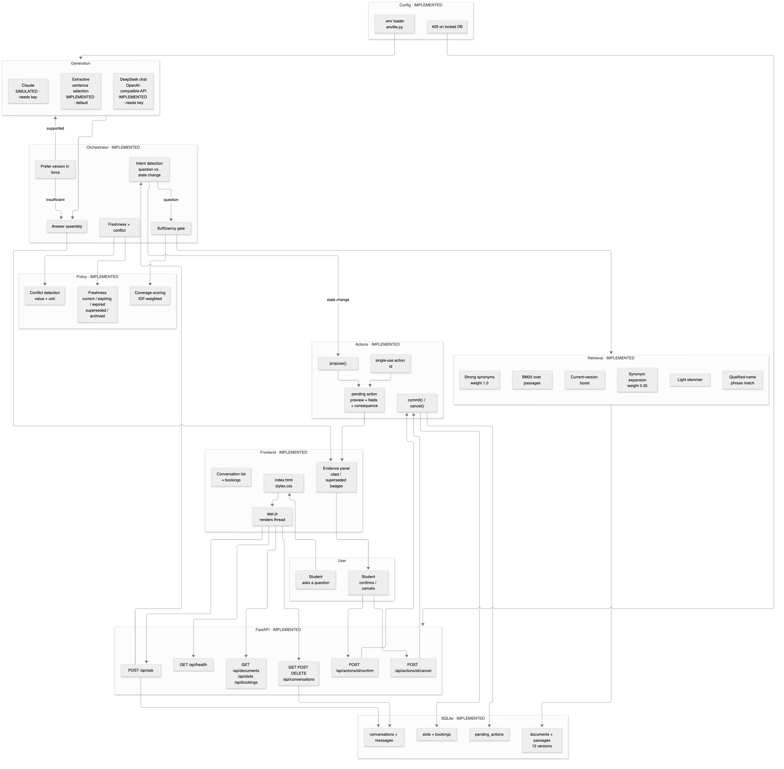 Config · IMPLEMENTED
.env loader
envfile.py
409 on locked DB
Generation
Claude
SIMULATED
· needs key
Extractive
sentence
selection
IMPLEMENTED
· default
DeepSeek chat
OpenAI-
compatible API
IMPLEMENTED
· needs key
supported
Orchestrator · IMPLEMENTED
Prefer version in
force
Intent detection
question vs.
state change
insufficient
question
Answer assembly
Freshness +
conflict
Sufficiency gate
Policy · IMPLEMENTED
Conflict detection
value + unit
Freshness
current / expiring
/ expired
superseded /
archived
Coverage scoring
IDF-weighted
state change
Actions · IMPLEMENTED
propose()
single-use action
id
pending action
preview + fields
+ consequence
commit() /
cancel()
Retrieval · IMPLEMENTED
Strong synonyms
weight 1.0
BM25 over
passages
Current-version
boost
Synonym
expansion
weight 0.35
Light stemmer
Qualified-name
phrase match
Frontend · IMPLEMENTED
Conversation list
+ bookings
index.html
styles.css
Evidence panel
cited /
superseded
badges
app.js
renders thread
User
Student
asks a question
Student
confirms /
cancels
FastAPI · IMPLEMENTED
POST /api/ask
GET /api/health
GET
/api/documents
/api/slots
/api/bookings
GET POST
DELETE
/api/conversations
POST
/api/actions/id/confirm
POST
/api/actions/id/cancel
SQLite · IMPLEMENTED
conversations +
messages
slots + bookings
pending_actions
documents +
passages
12 versions